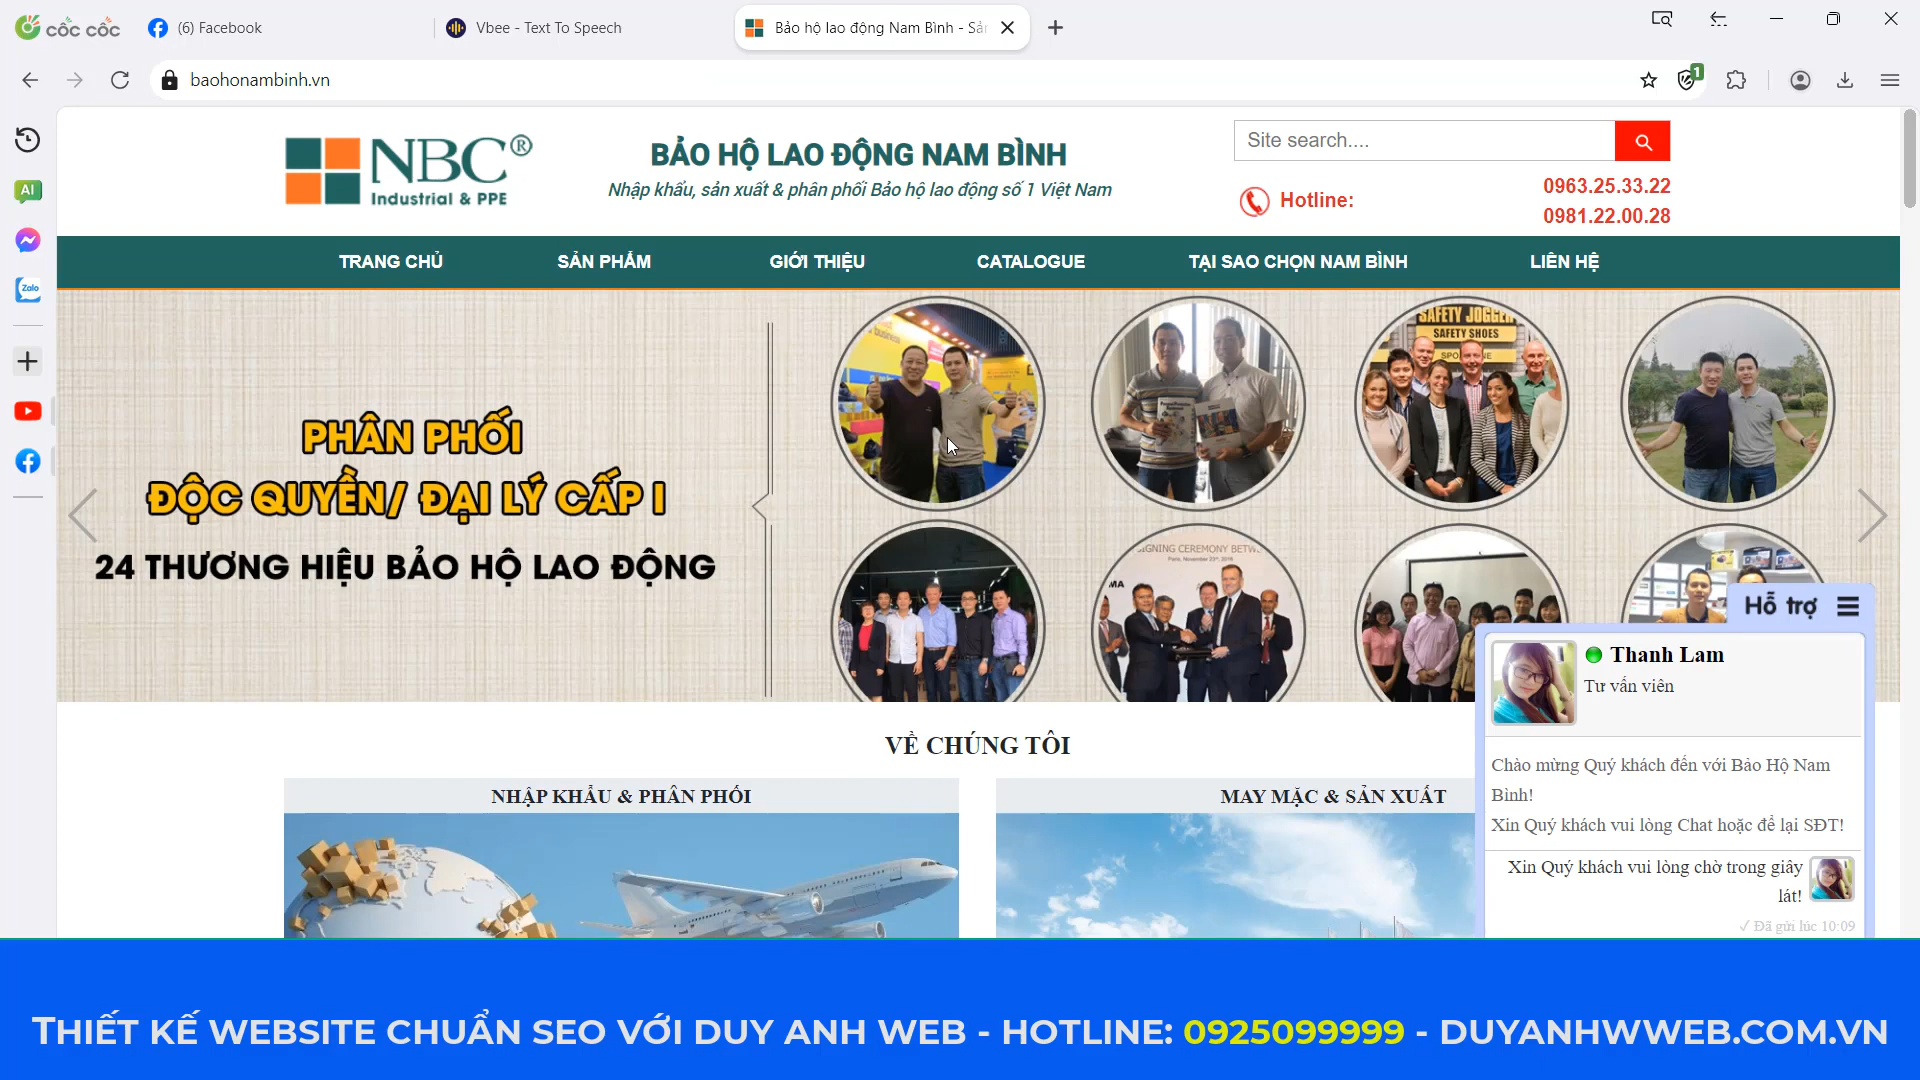 cốc cốc
(6) Facebook
Vbee - Text To Speech
Bảo hộ lao động Nam Bình - Sản
baohonambinh.vn
1
AI
Zalo
NBC®
Industrial & PPE
BẢO HỘ LAO ĐỘNG NAM BÌNH
Nhập khẩu, sản xuất & phân phối Bảo hộ lao động số 1 Việt Nam
Site search....
Hotline:
0963.25.33.22
0981.22.00.28
TRANG CHỦ
SẢN PHẨM
GIỚI THIỆU
CATALOGUE
TẠI SAO CHỌN NAM BÌNH
LIÊN HỆ
SAFETY JOGGER
SAFETY SHOES
PHÂN PHỐI
ĐỘC QUYỀN/ ĐẠI LÝ CẤP I
24 THƯƠNG HIỆU BẢO HỘ LAO ĐỘNG
SIGNING CEREMONY BETW
Hỗ trợ
Thanh Lam
Tư vấn viên
Chào mừng Quý khách đến với Bảo Hộ Nam
Bình!
Xin Quý khách vui lòng Chat hoặc để lại SĐT!
Xin Quý khách vui lòng chờ trong giây
lát!
✓ Đã gửi lúc 10:09
VỀ CHÚNG TÔI
NHẬP KHẨU & PHÂN PHỐI
MAY MẶC & SẢN XUẤT
THIẾT KẾ WEBSITE CHUẨN SEO VỚI DUY ANH WEB - HOTLINE: 0925099999 - DUYANHWWEB.COM.VN